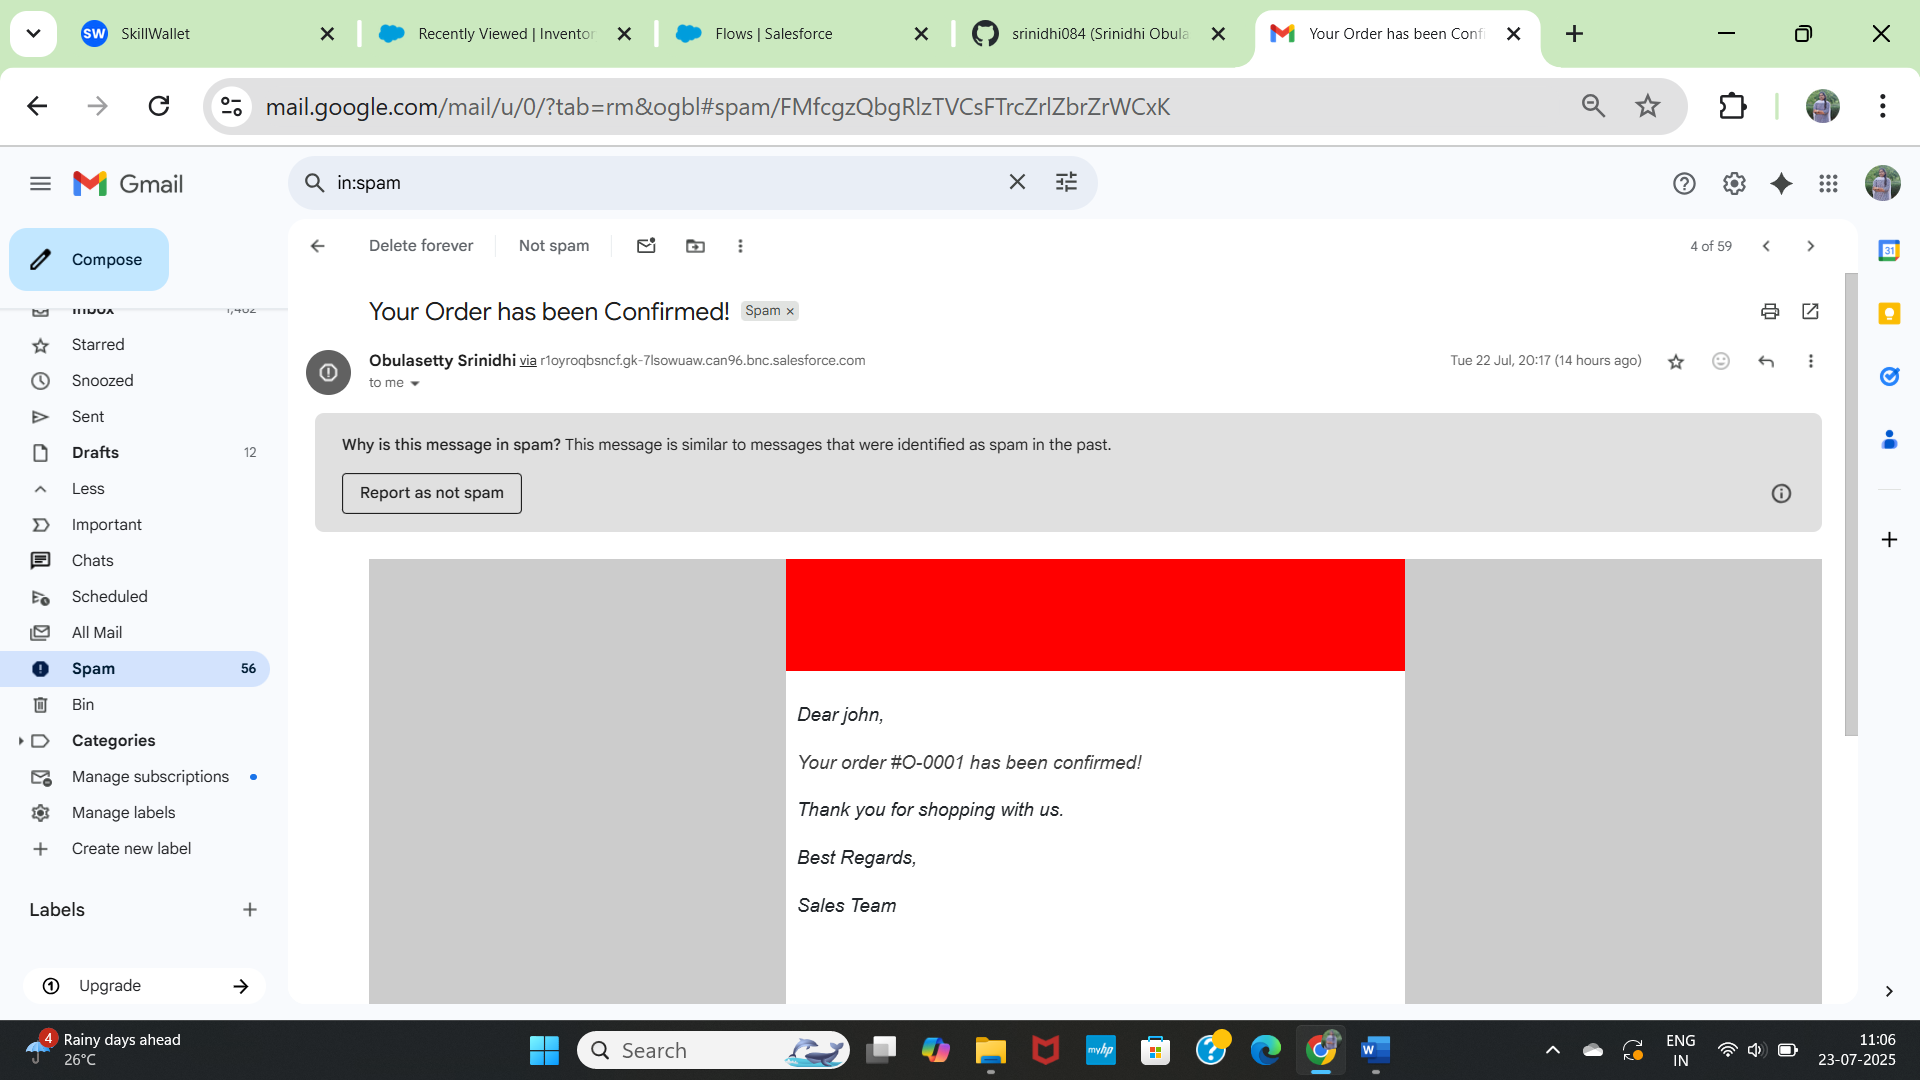 SW SkillWallet
Recently Viewed | Inventor
Flows | Salesforce
srinidhi084 (Srinidhi Obula
Your Order has been Confi
mail.google.com/mail/u/0/?tab=rm&ogbl#spam/FMfcgzQbgRlzTVCsFTrcZrlZbrZrWCxK
Gmail
in:spam
Compose
Delete forever
Not spam
4 of 59
31
Inbox 1,462
Your Order has been Confirmed!
Spam ×
Starred
Obulasetty Srinidhi via r1oyroqbsncf.gk-7lsowuaw.can96.bnc.salesforce.com
Tue 22 Jul, 20:17 (14 hours ago)
to me
Snoozed
Sent
Why is this message in spam? This message is similar to messages that were identified as spam in the past.
Drafts 12
Less
Report as not spam
Important
Chats
Scheduled
All Mail
Spam 56
Bin
Categories
Manage subscriptions
Manage labels
Create new label
Dear john,
Your order #O-0001 has been confirmed!
Thank you for shopping with us.
Best Regards,
Sales Team
Labels
Upgrade
4
Rainy days ahead
26°C
Search
myhp
W
ENG
IN
11:06
23-07-2025